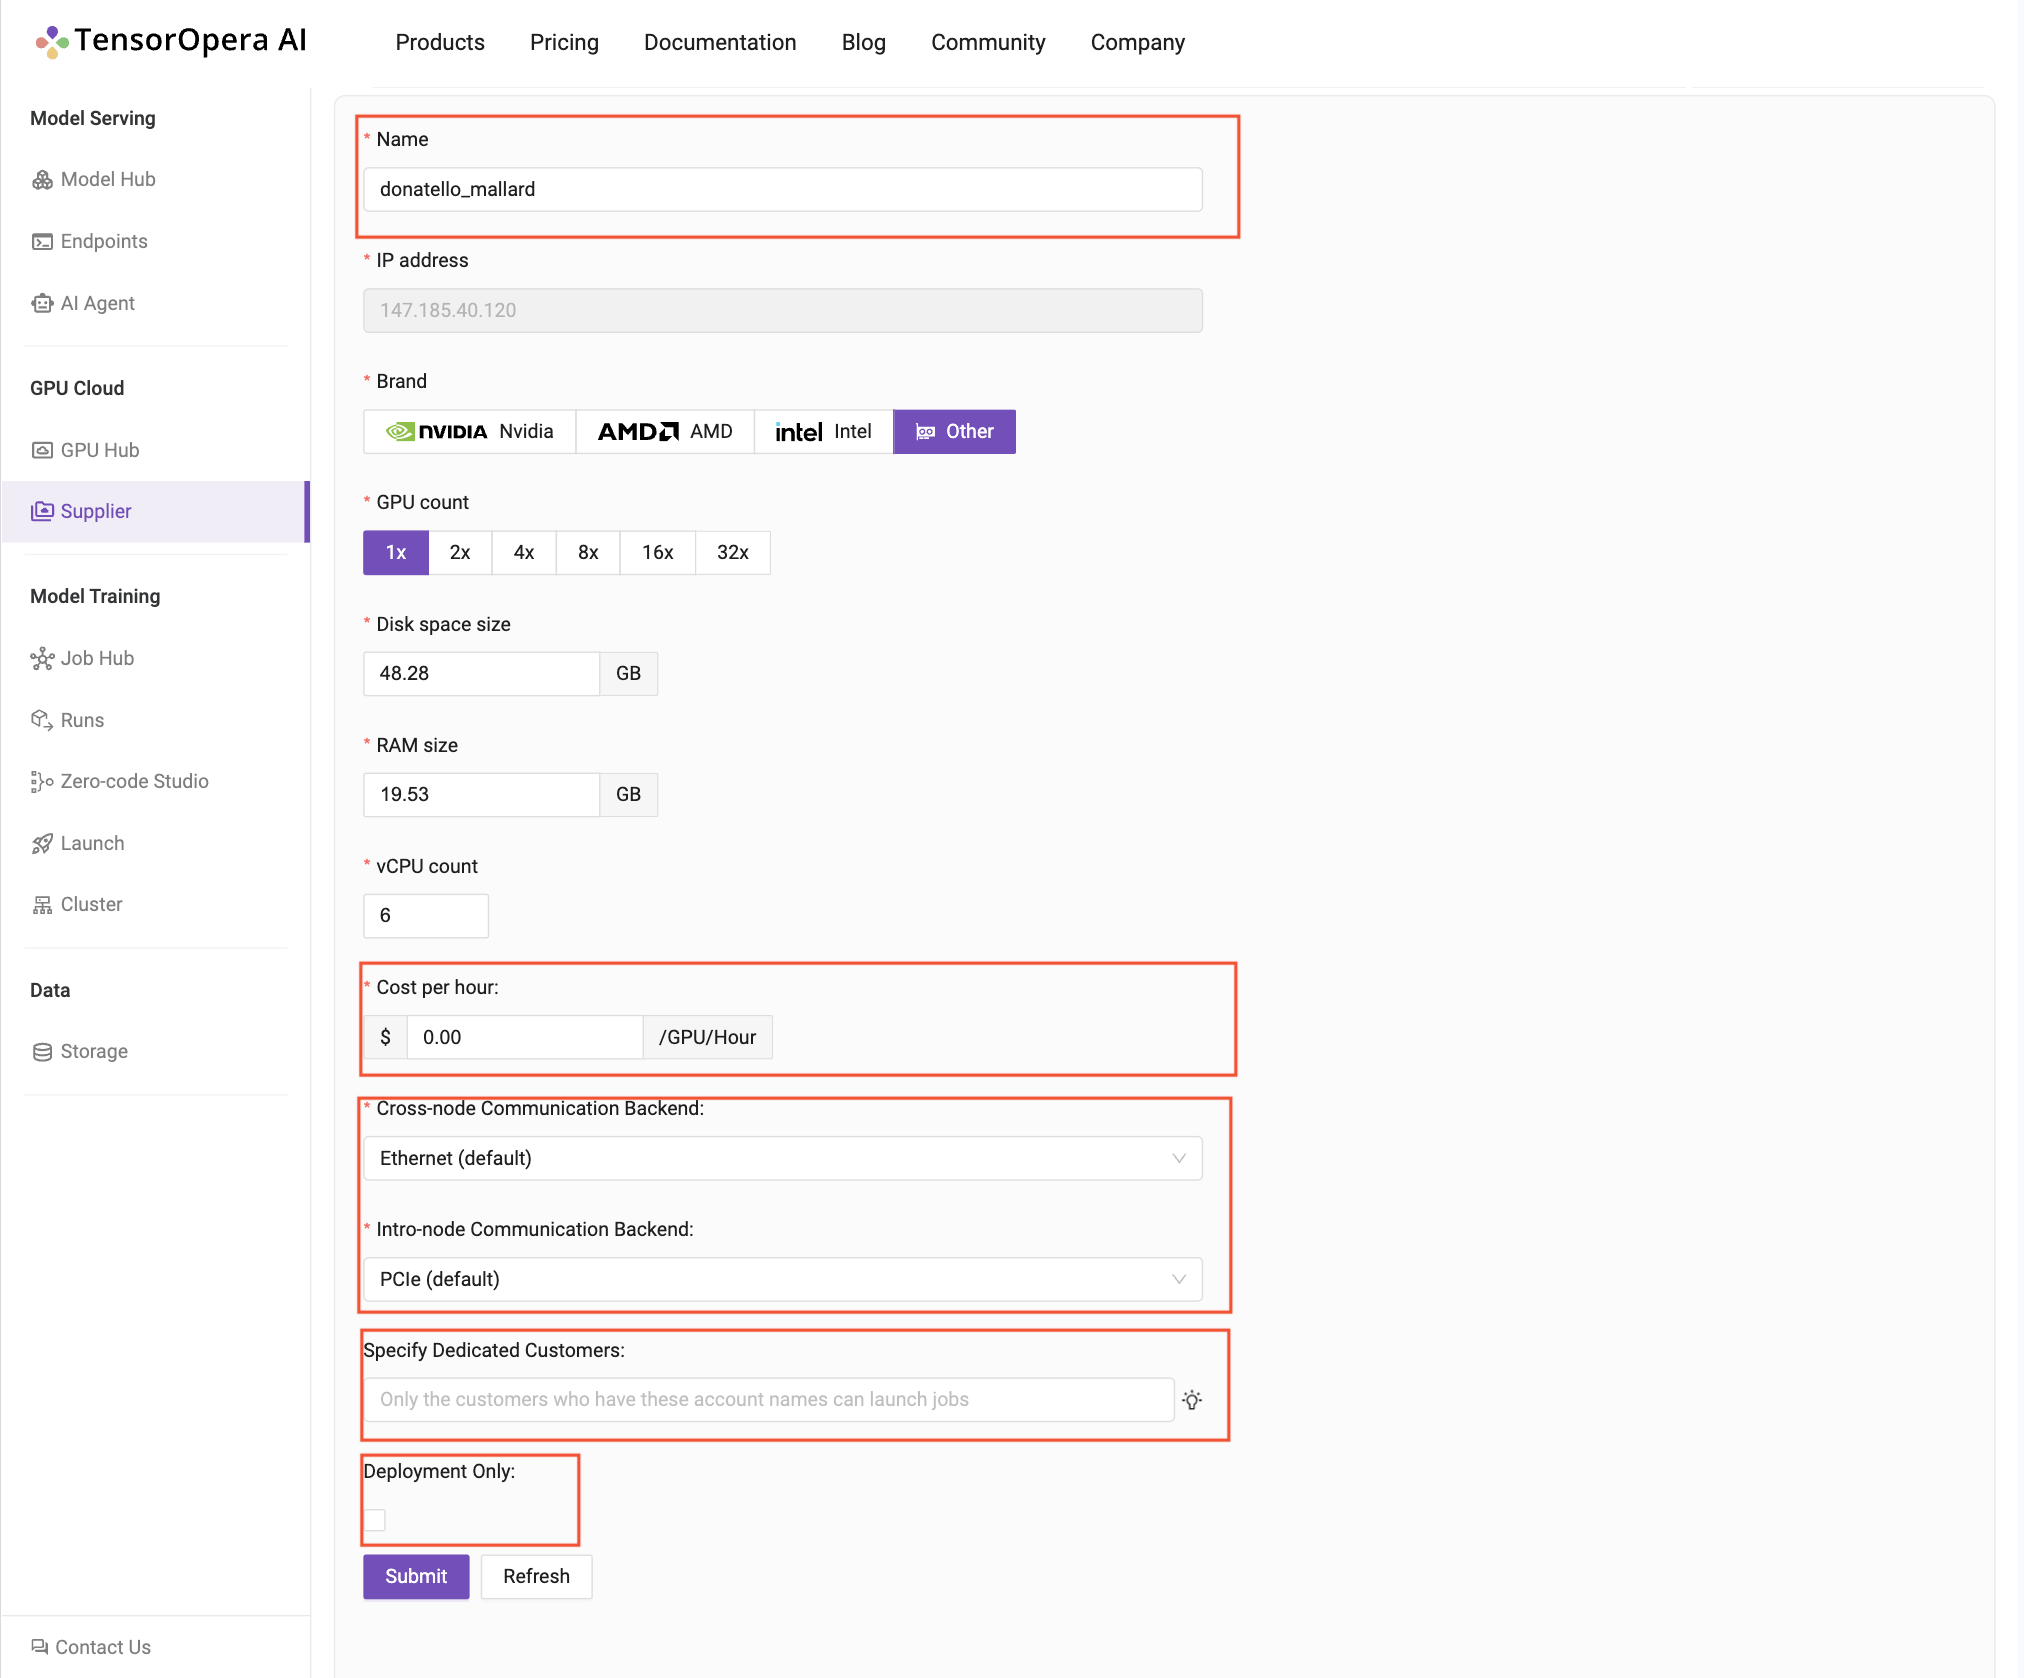 TensorOpera AI
Products Pricing Documentation Blog Community Company
Model Serving
Model Hub
Endpoints
AI Agent
GPU Cloud
GPU Hub
Supplier
Model Training
Job Hub
Runs
Zero-code Studio
Launch
Cluster
Data
Storage
Contact Us
* Name
donatello_mallard
* IP address
147.185.40.120
* Brand
NVIDIA Nvidia AMD AMD intel Intel Other
* GPU count
1x 2x 4x 8x 16x 32x
* Disk space size
48.28 GB
* RAM size
19.53 GB
* vCPU count
6
* Cost per hour:
$ 0.00 /GPU/Hour
* Cross-node Communication Backend:
Ethernet (default)
* Intro-node Communication Backend:
PCIe (default)
Specify Dedicated Customers:
Only the customers who have these account names can launch jobs
Deployment Only:
Submit Refresh